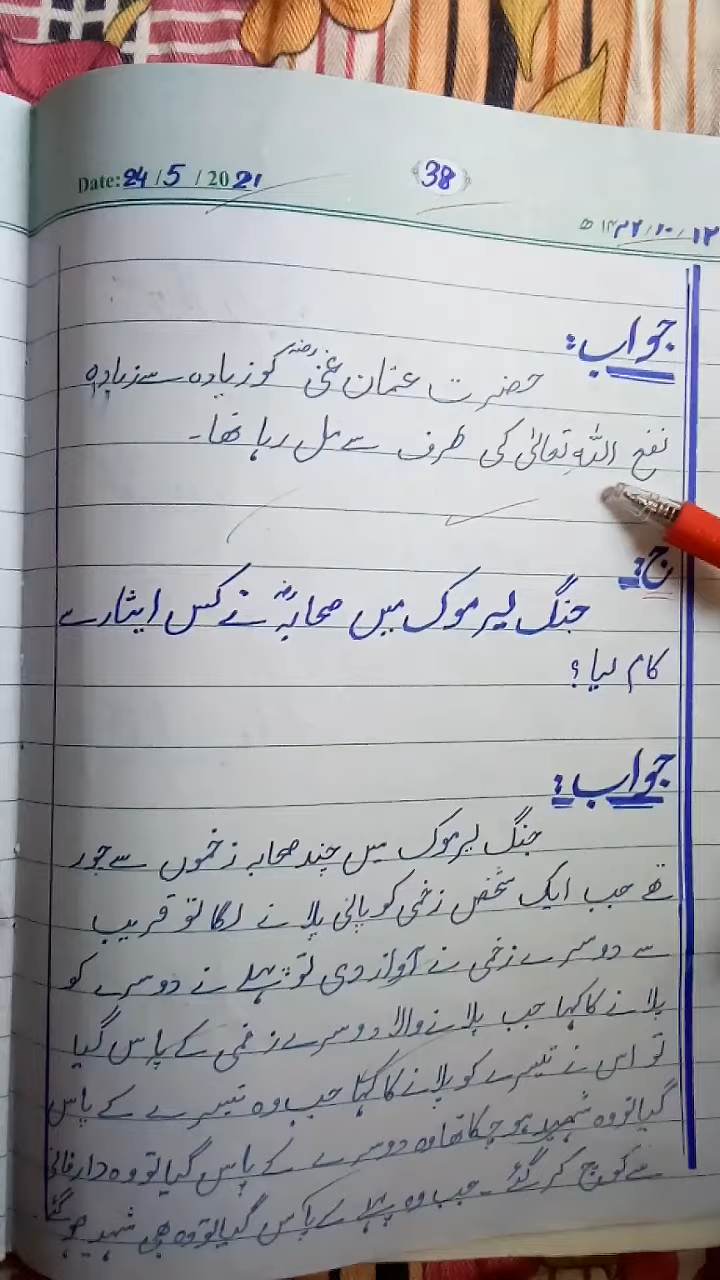 Date: 24/5/2021
38
۱۴۴۲/۱۰/۱۲ ھ
جواب:
حضرت عثمان غنیؓ کو زیادہ سے زیادہ
نفع اللہ تعالیٰ کی طرف سے مل رہا تھا۔
ج:
جنگ یرموک میں صحابہؓ نے کس ایثار سے
کام لیا؟
جواب:
جنگ یرموک میں چند صحابہ زخموں سے چور
تھے جب ایک شخص زخمی کو پانی پلانے لگا تو قریب
سے دوسرے زخمی نے آواز دی تو پہلے نے دوسرے کو
پلانے کا کہا جب پلانے والا دوسرے زخمی کے پاس گیا
تو اس نے تیسرے کو پلانے کا کہا جب وہ تیسرے کے پاس
گیا تو وہ شہید ہو چکا تھا وہ دوسرے کے پاس گیا تو وہ دار فانی
سے کوچ کر گئے۔ جب وہ پہلے کے پاس گیا تو وہ بھی شہید ہو گئے